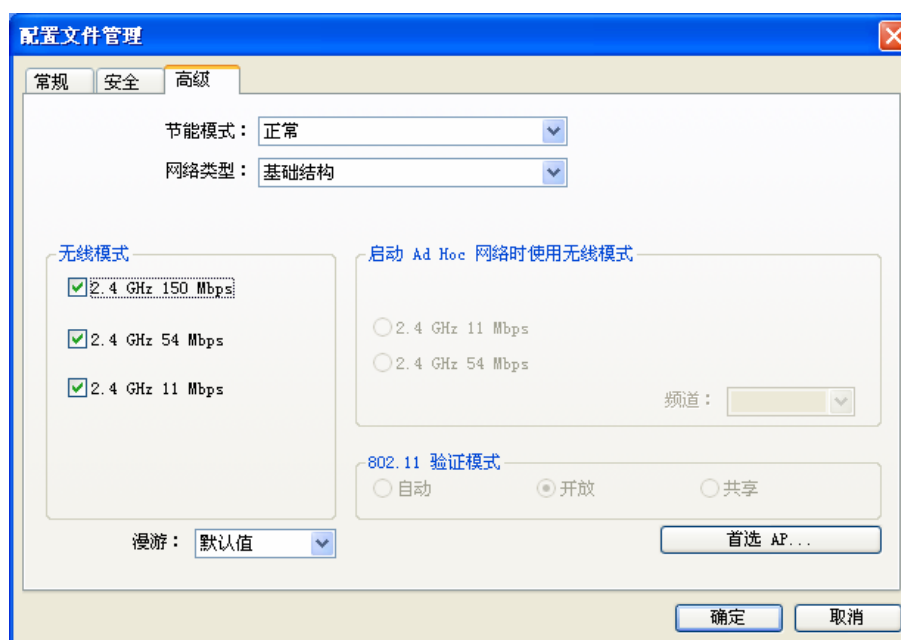 配置文件管理
常规 安全 高级
节能模式： 正常
网络类型： 基础结构
无线模式
2.4 GHz 150 Mbps
2.4 GHz 54 Mbps
2.4 GHz 11 Mbps
启动 Ad Hoc 网络时使用无线模式
2.4 GHz 11 Mbps
2.4 GHz 54 Mbps
频道：
802.11 验证模式
自动 开放 共享
漫游： 默认值
首选 AP...
确定 取消